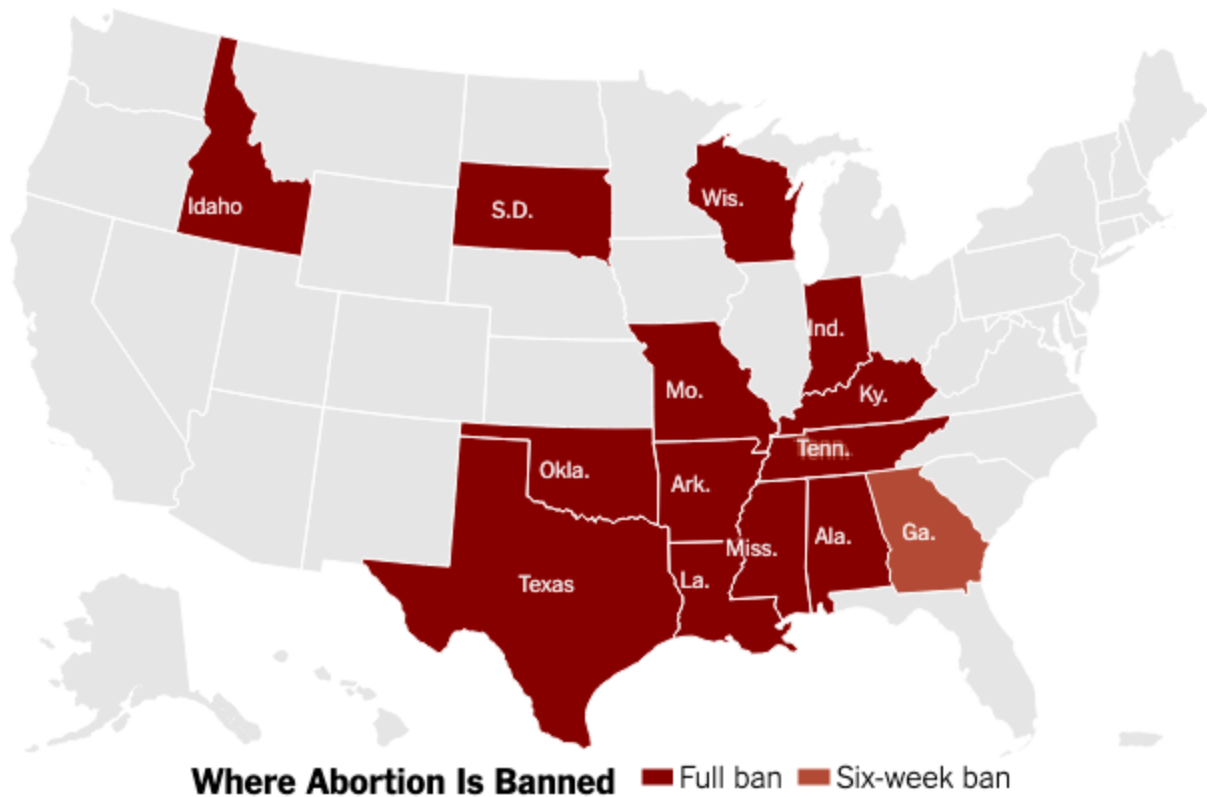 Idaho
S.D.
Wis.
Ind.
Mo.
Ky.
Tenn.
Okla.
Ark.
Miss.
Ala.
Ga.
La.
Texas
Where Abortion Is Banned Full ban Six-week ban